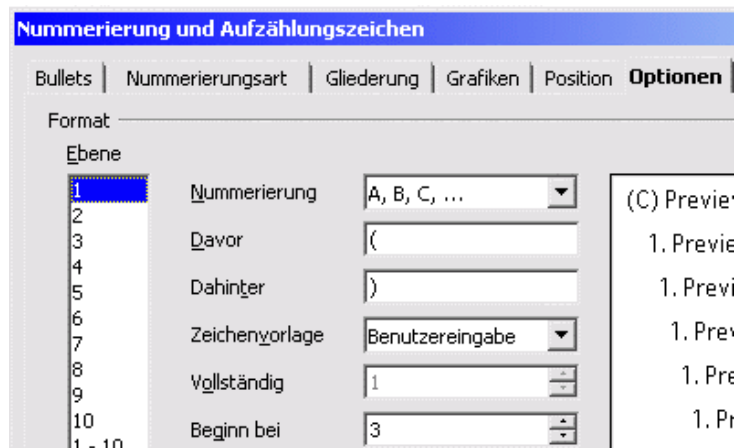 Nummerierung und Aufzählungszeichen
Bullets Nummerierungsart Gliederung Grafiken Position Optionen
Format
Ebene
1
2
3
4
5
6
7
8
9
10
1 - 10
Nummerierung A, B, C, ...
Davor (
Dahinter )
Zeichenvorlage Benutzereingabe
Vollständig 1
Beginn bei 3
(C) Previe
1. Previe
1. Previ
1. Prev
1. Pre
1. Pr